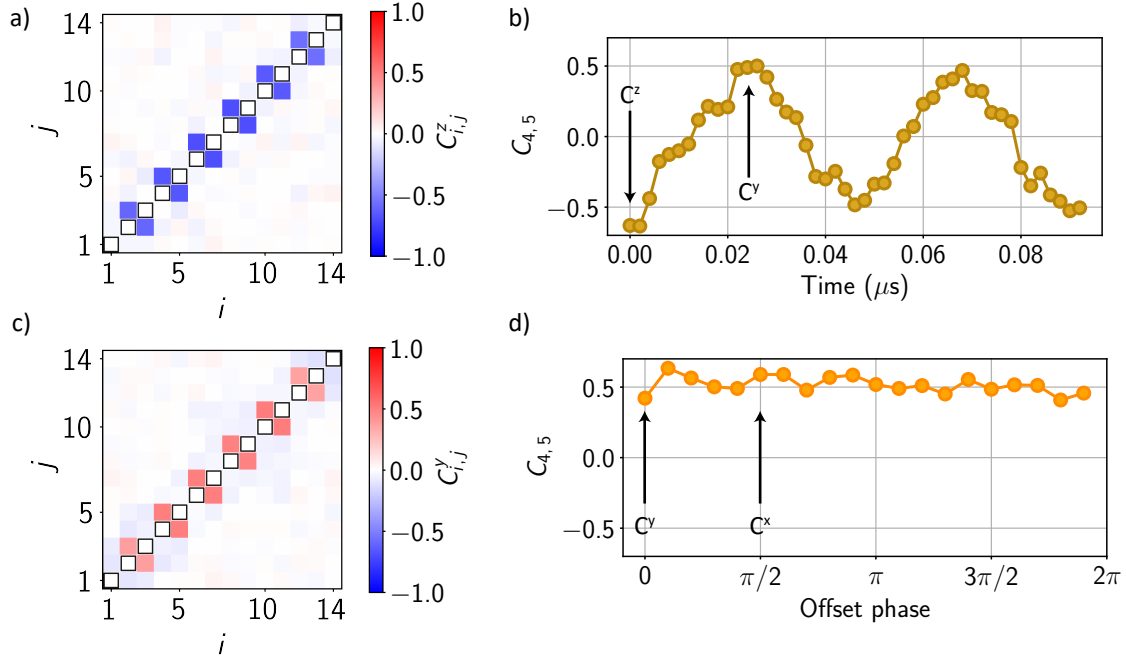 a)
14
10
5
1
j
1 5 10 14
i
1.0
0.5
0.0
−0.5
−1.0
C^z_{i,j}
b)
0.5
0.0
−0.5
C_{4,5}
C^z
C^y
0.00 0.02 0.04 0.06 0.08
Time (μs)
c)
14
10
5
1
j
1 5 10 14
i
1.0
0.5
0.0
−0.5
−1.0
C^y_{i,j}
d)
0.5
0.0
−0.5
C_{4,5}
C^y
C^x
0 π/2 π 3π/2 2π
Offset phase